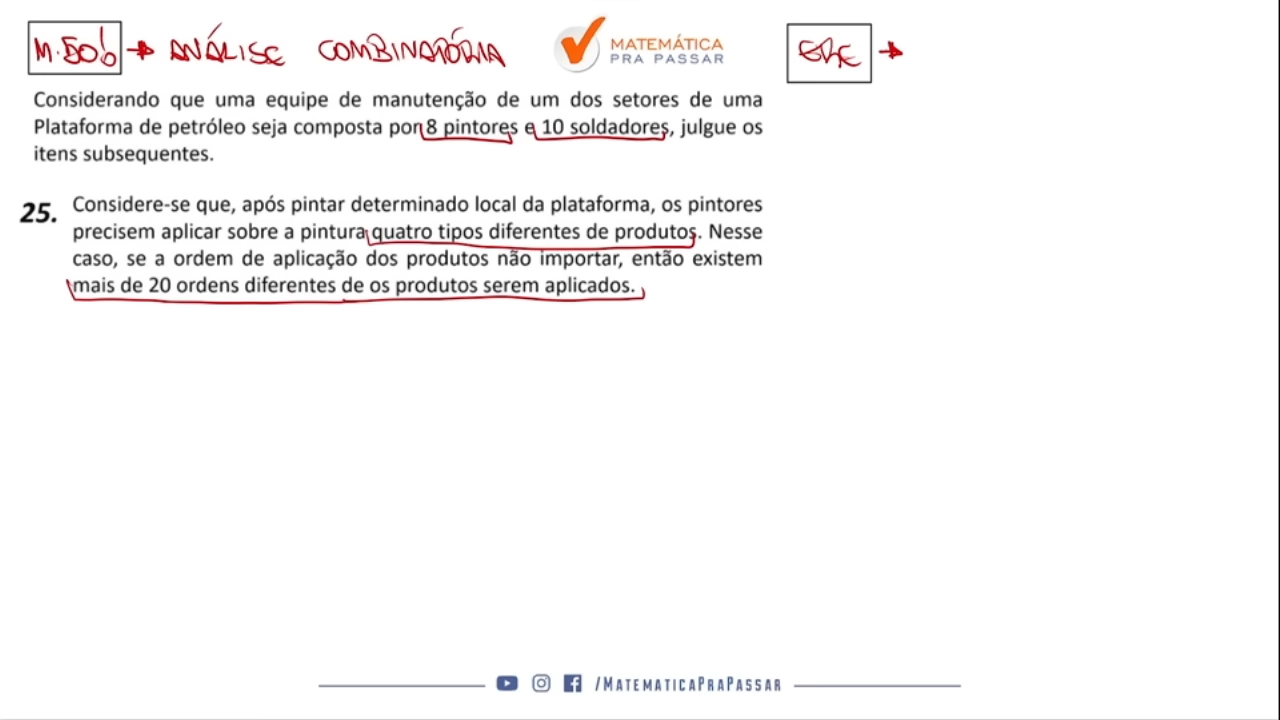 M.500! → ANÁLISE COMBINATÓRIA
MATEMÁTICA
PRA PASSAR
Considerando que uma equipe de manutenção de um dos setores de uma
Plataforma de petróleo seja composta por 8 pintores e 10 soldadores, julgue os
itens subsequentes.
25. Considere-se que, após pintar determinado local da plataforma, os pintores
precisem aplicar sobre a pintura quatro tipos diferentes de produtos. Nesse
caso, se a ordem de aplicação dos produtos não importar, então existem
mais de 20 ordens diferentes de os produtos serem aplicados.
/MATEMATICAPRAPASSAR